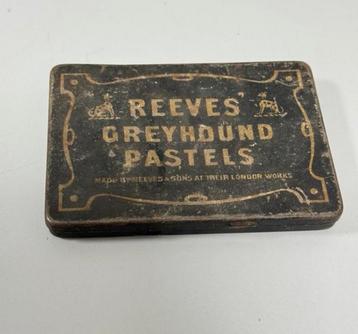 REEVES'
GREYHOUND
PASTELS
MADE BY REEVES & SONS AT THEIR LONDON WORKS